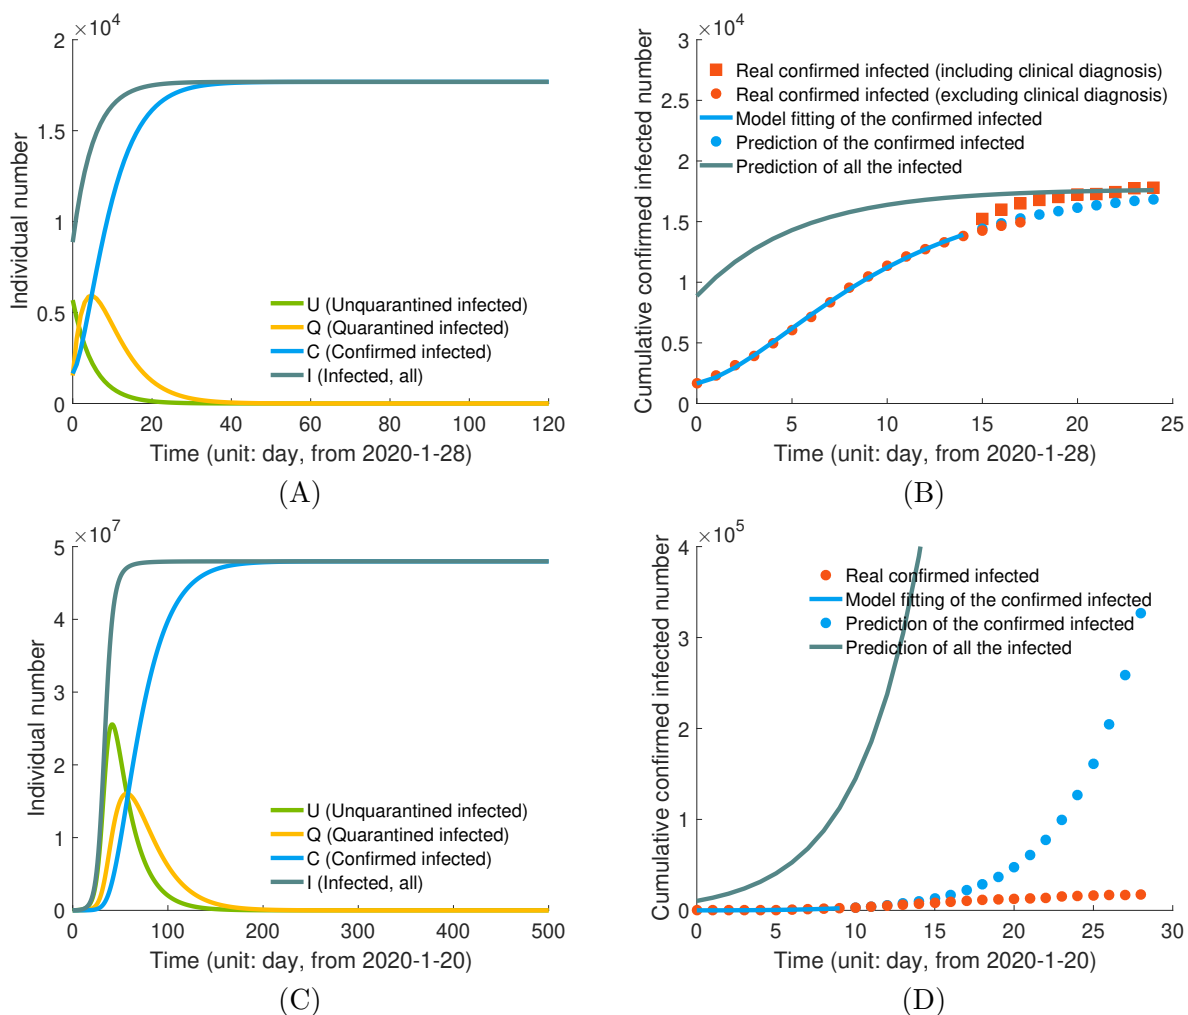 ×10^4
2
1.5
1
0.5
0
Individual number
U (Unquarantined infected)
Q (Quarantined infected)
C (Confirmed infected)
I (Infected, all)
0 20 40 60 80 100 120
Time (unit: day, from 2020-1-28)
(A)
×10^4
3
2.5
2
1.5
1
0.5
0
Cumulative confirmed infected number
Real confirmed infected (including clinical diagnosis)
Real confirmed infected (excluding clinical diagnosis)
Model fitting of the confirmed infected
Prediction of the confirmed infected
Prediction of all the infected
0 5 10 15 20 25
Time (unit: day, from 2020-1-28)
(B)
×10^7
5
4
3
2
1
0
Individual number
U (Unquarantined infected)
Q (Quarantined infected)
C (Confirmed infected)
I (Infected, all)
0 100 200 300 400 500
Time (unit: day, from 2020-1-20)
(C)
×10^5
4
3
2
1
0
Cumulative confirmed infected number
Real confirmed infected
Model fitting of the confirmed infected
Prediction of the confirmed infected
Prediction of all the infected
0 5 10 15 20 25 30
Time (unit: day, from 2020-1-20)
(D)